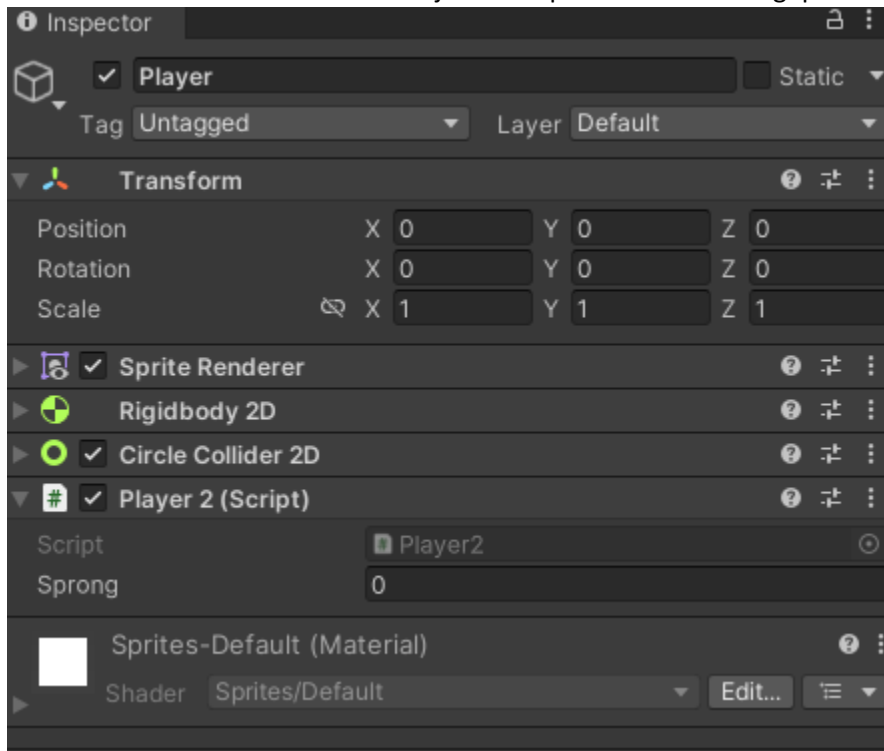 Inspector
Player Static
Tag Untagged Layer Default
Transform
Position X 0 Y 0 Z 0
Rotation X 0 Y 0 Z 0
Scale X 1 Y 1 Z 1
Sprite Renderer
Rigidbody 2D
Circle Collider 2D
# Player 2 (Script)
Script # Player2
Sprong 0
Sprites-Default (Material)
Shader Sprites/Default Edit...